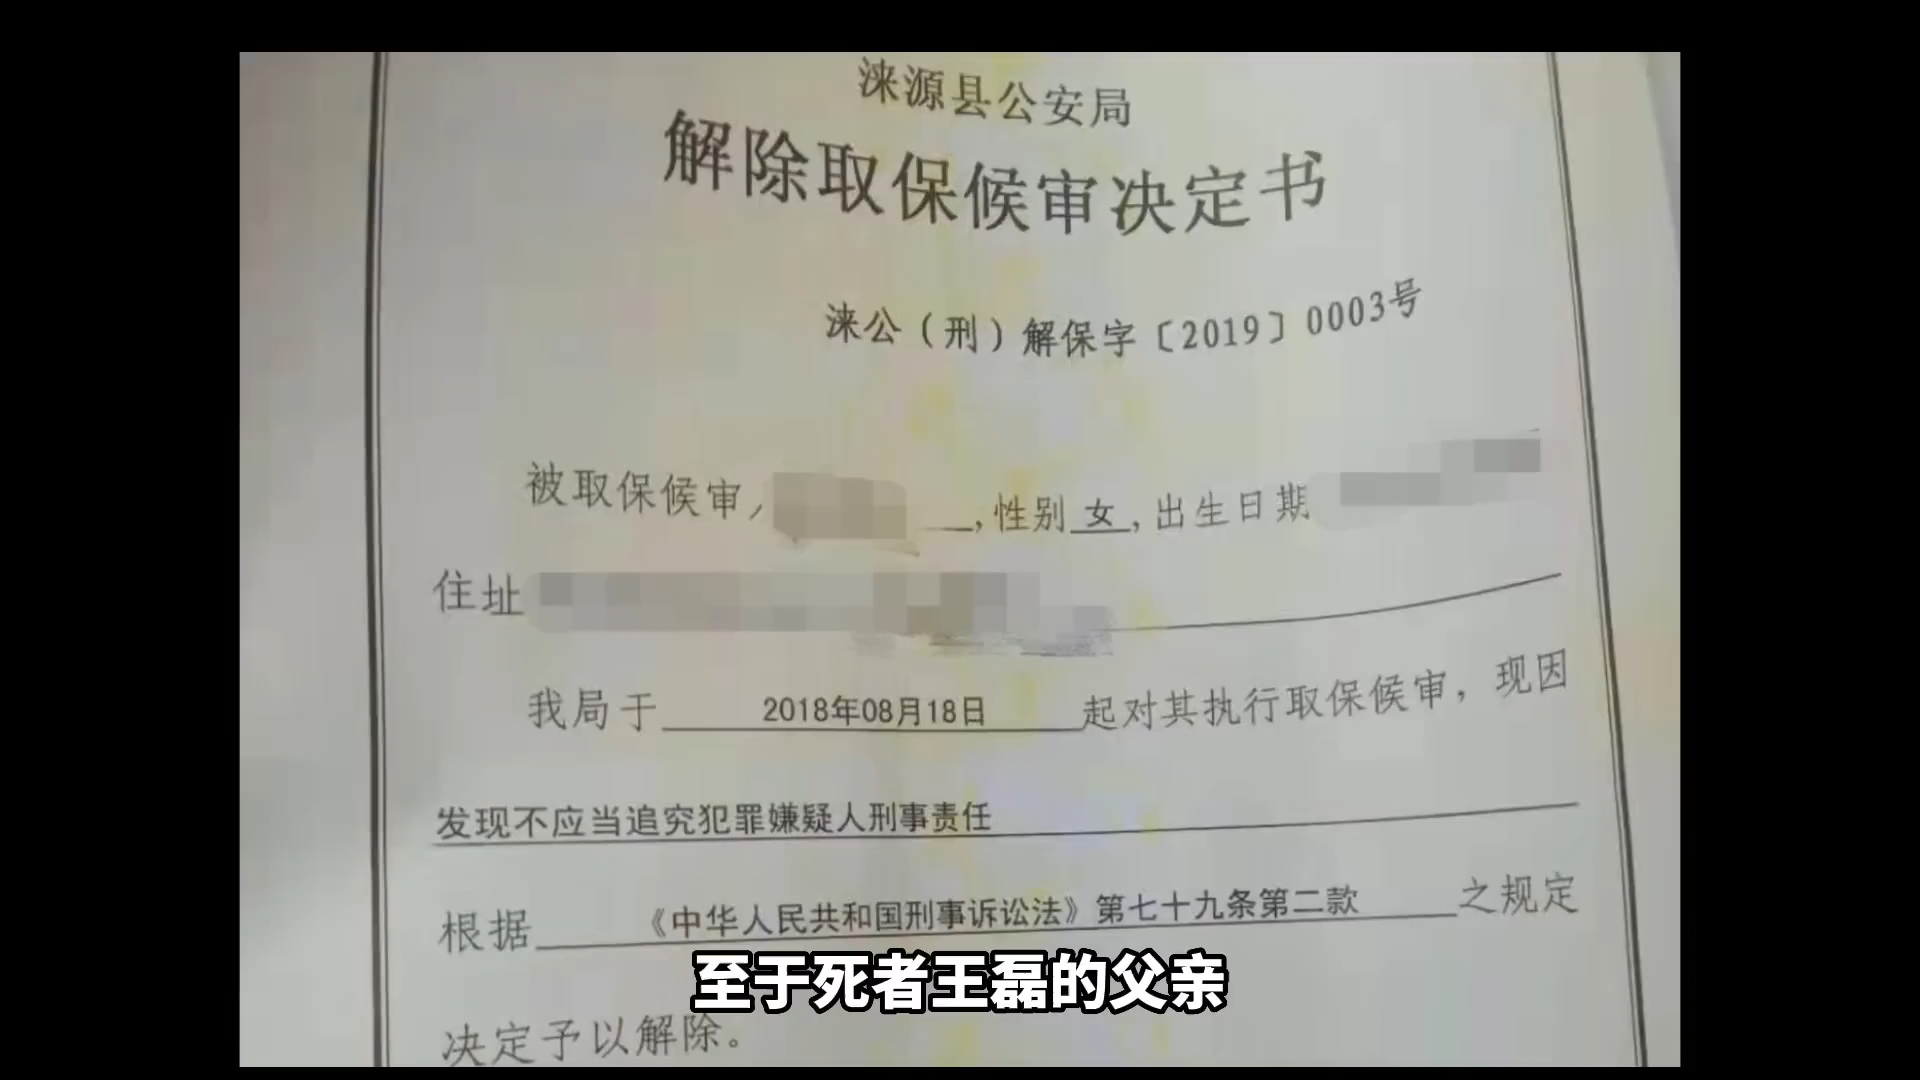 涞源县公安局
解除取保候审决定书
涞公（刑）解保字〔2019〕0003号
被取保候审 ,性别 女 ,出生日期
住址
我局于 2018年08月18日 起对其执行取保候审，现因
发现不应当追究犯罪嫌疑人刑事责任
根据 《中华人民共和国刑事诉讼法》第七十九条第二款 之规定
至于死者王磊的父亲
决定予以解除。